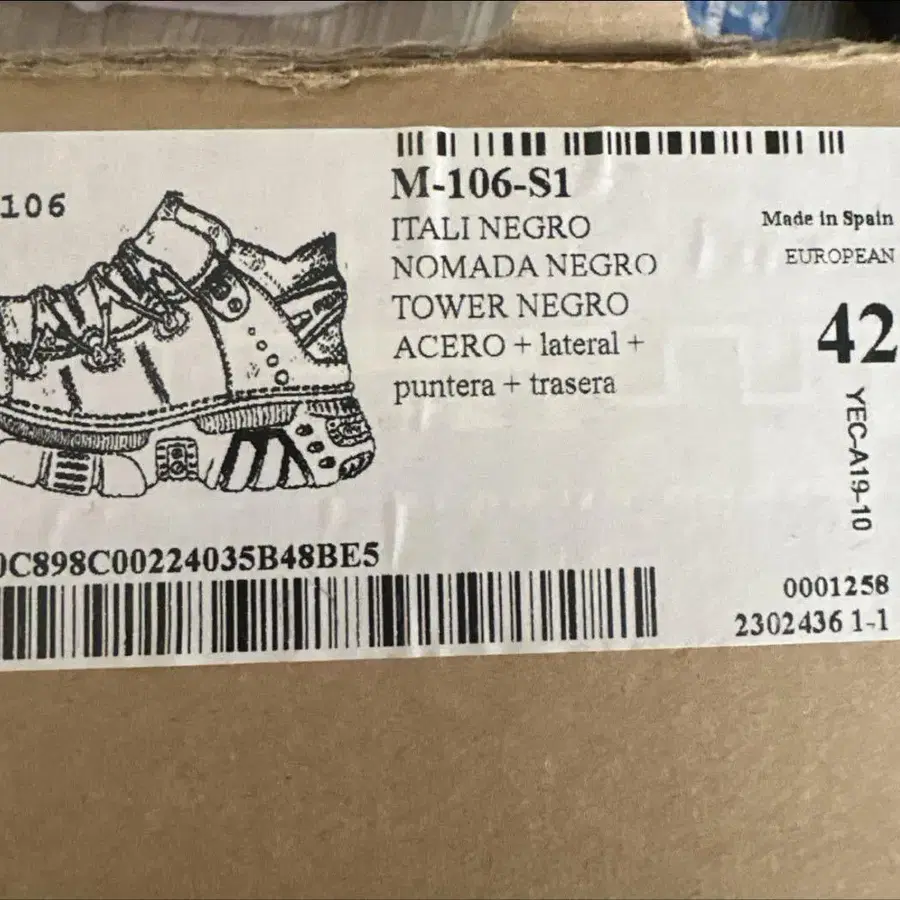 106
M-106-S1
ITALI NEGRO
NOMADA NEGRO
TOWER NEGRO
ACERO + lateral +
puntera + trasera
Made in Spain
EUROPEAN
42
YEC-A19-10
0C898C00224035B48BE5
0001258
2302436 1-1